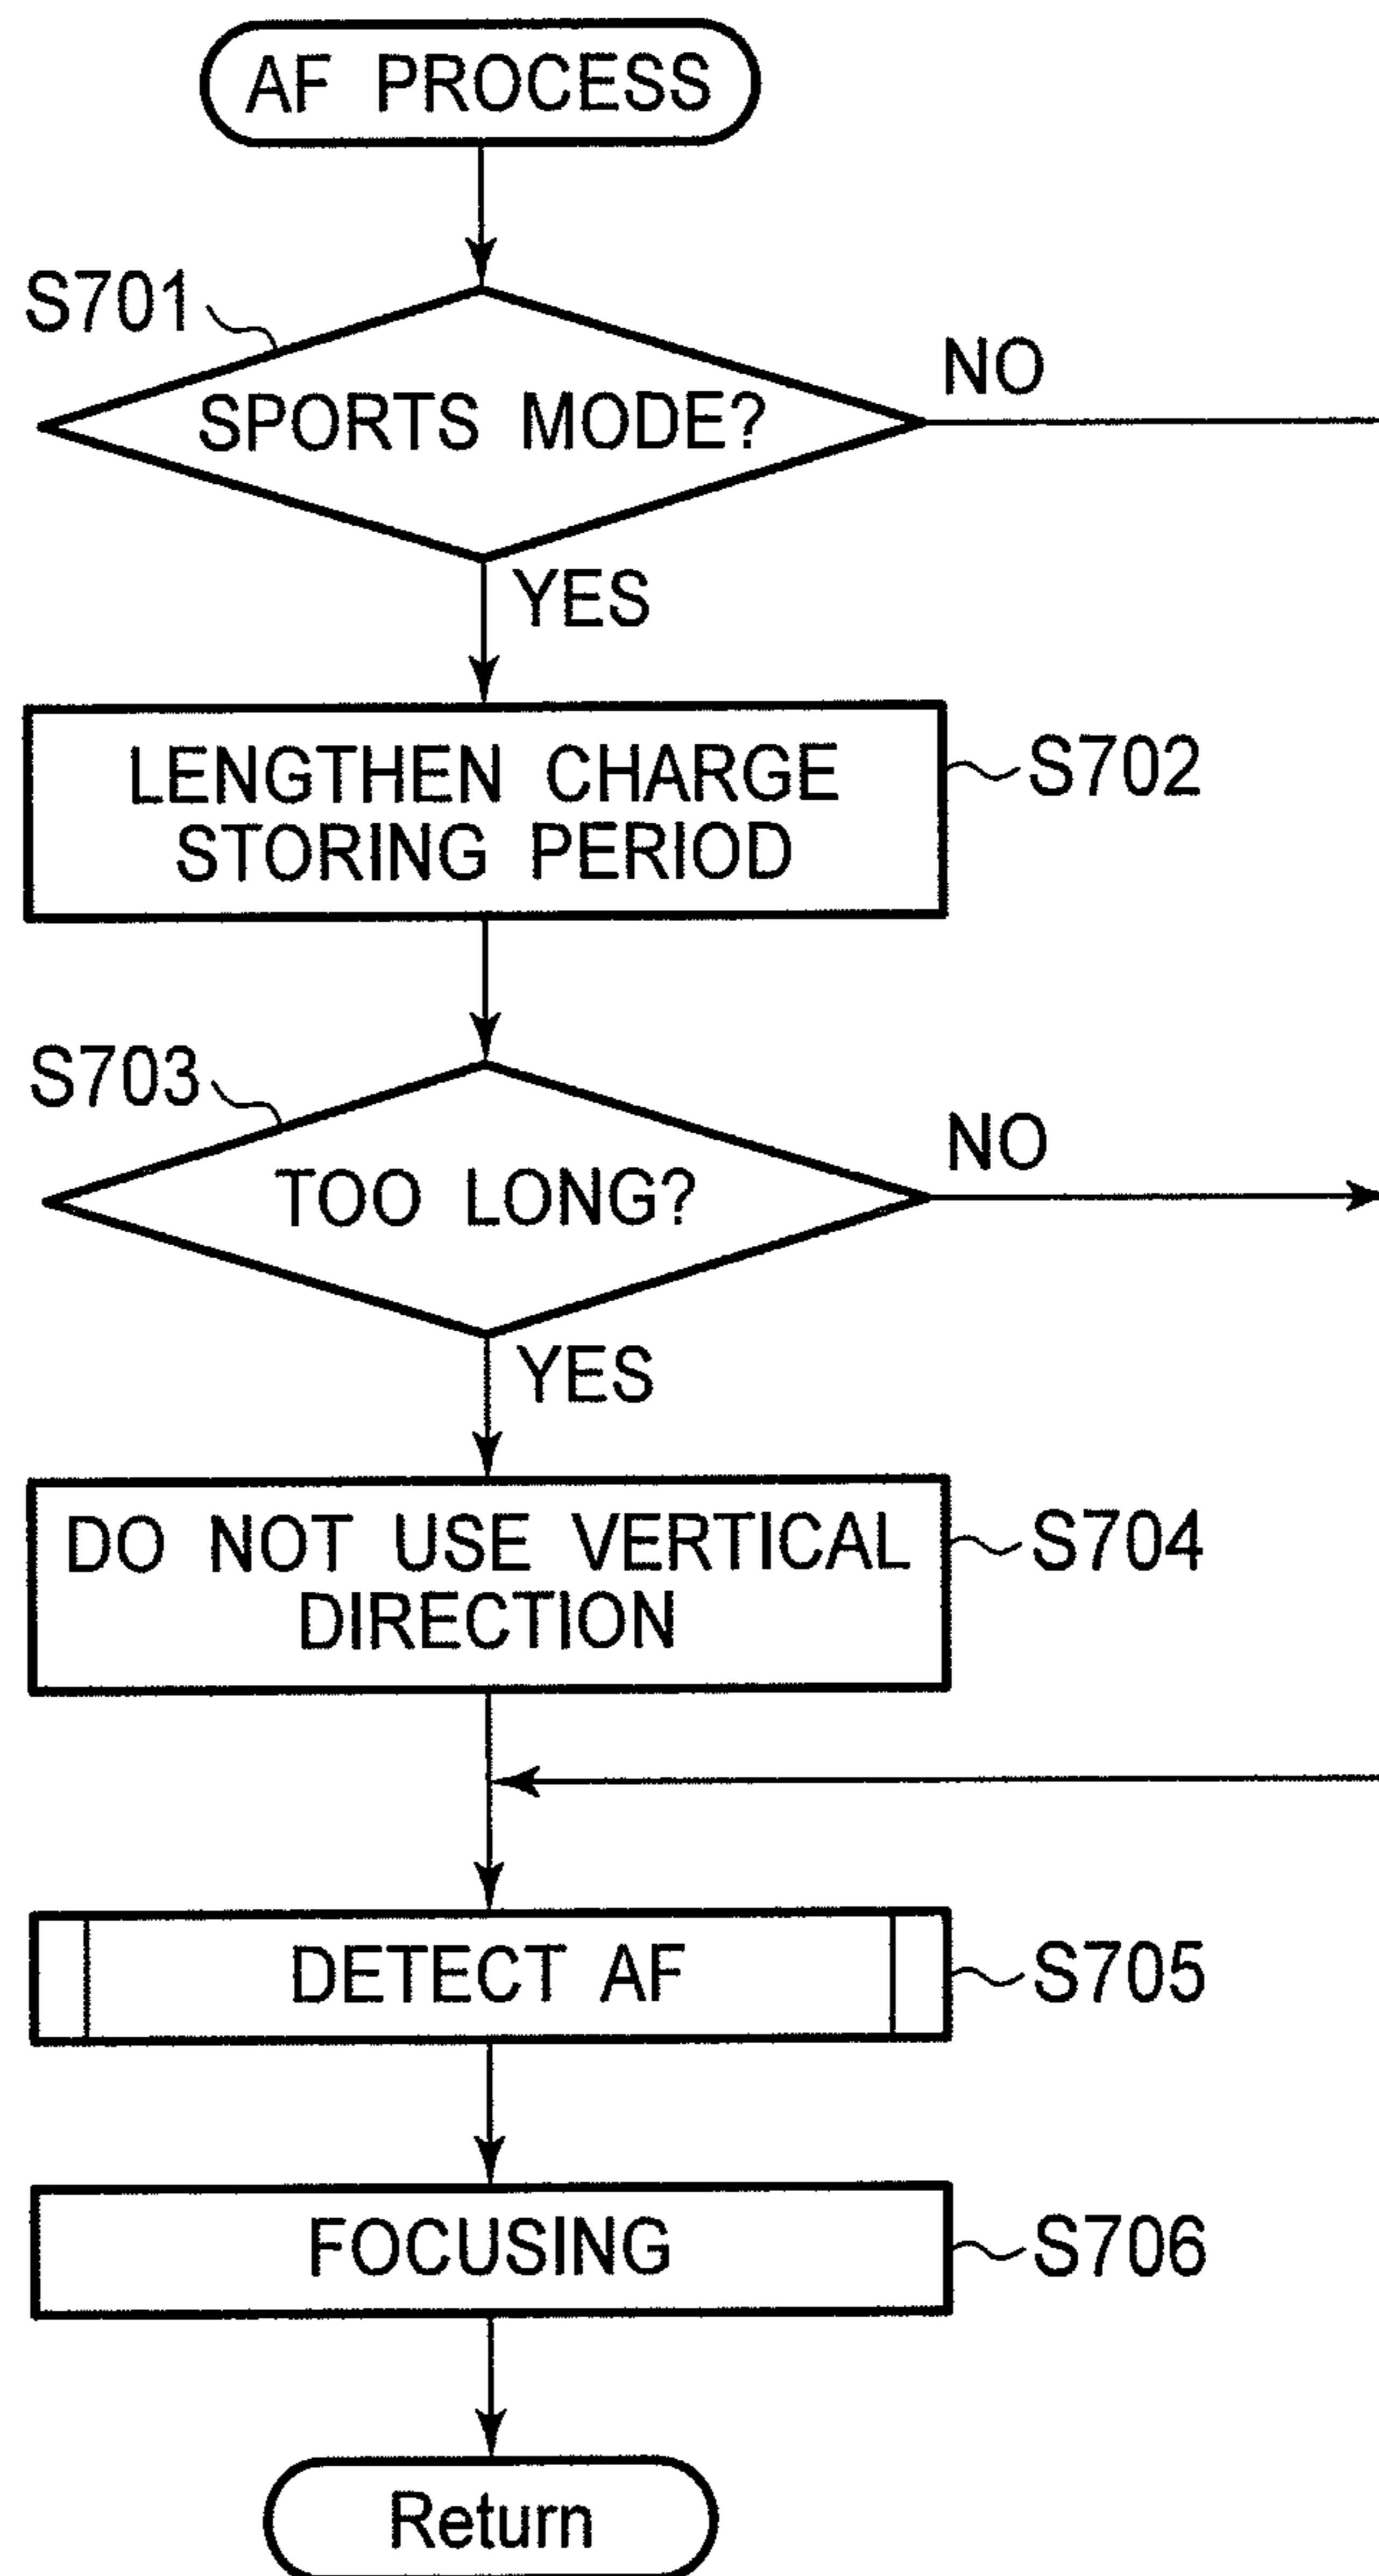 AF PROCESS
S701
SPORTS MODE?
NO
YES
LENGTHEN CHARGE
STORING PERIOD
S702
S703
TOO LONG?
NO
YES
DO NOT USE VERTICAL
DIRECTION
S704
DETECT AF
S705
FOCUSING
S706
Return